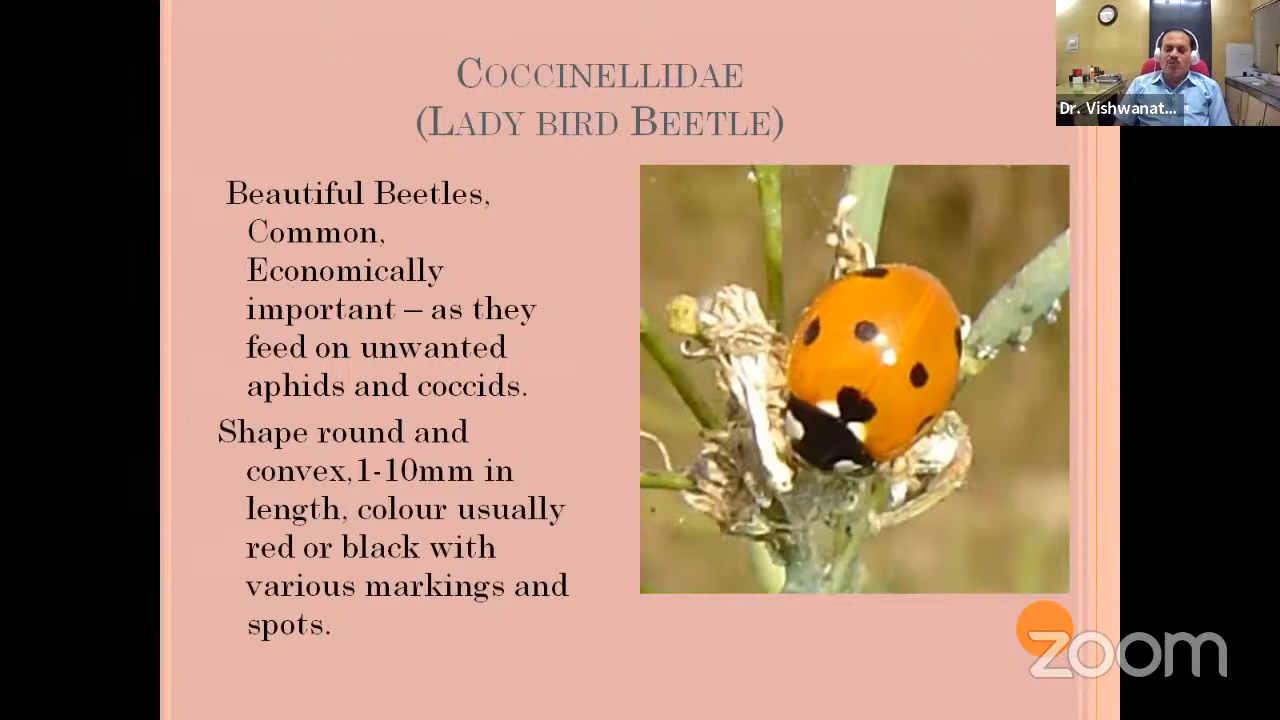 COCCINELLIDAE
(LADY BIRD BEETLE)
Beautiful Beetles,
Common,
Economically
important – as they
feed on unwanted
aphids and coccids.
Shape round and
convex,1-10mm in
length, colour usually
red or black with
various markings and
spots.
Dr. Vishwanat...
zoom